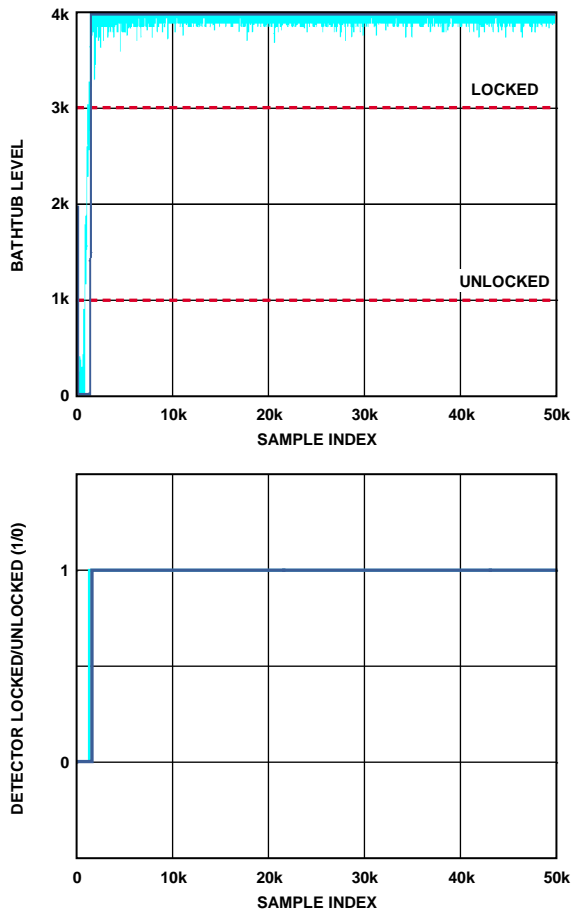 4k
LOCKED
3k
BATHTUB LEVEL
2k
UNLOCKED
1k
0
0 10k 20k 30k 40k 50k
SAMPLE INDEX
DETECTOR LOCKED/UNLOCKED (1/0)
1
0
0 10k 20k 30k 40k 50k
SAMPLE INDEX